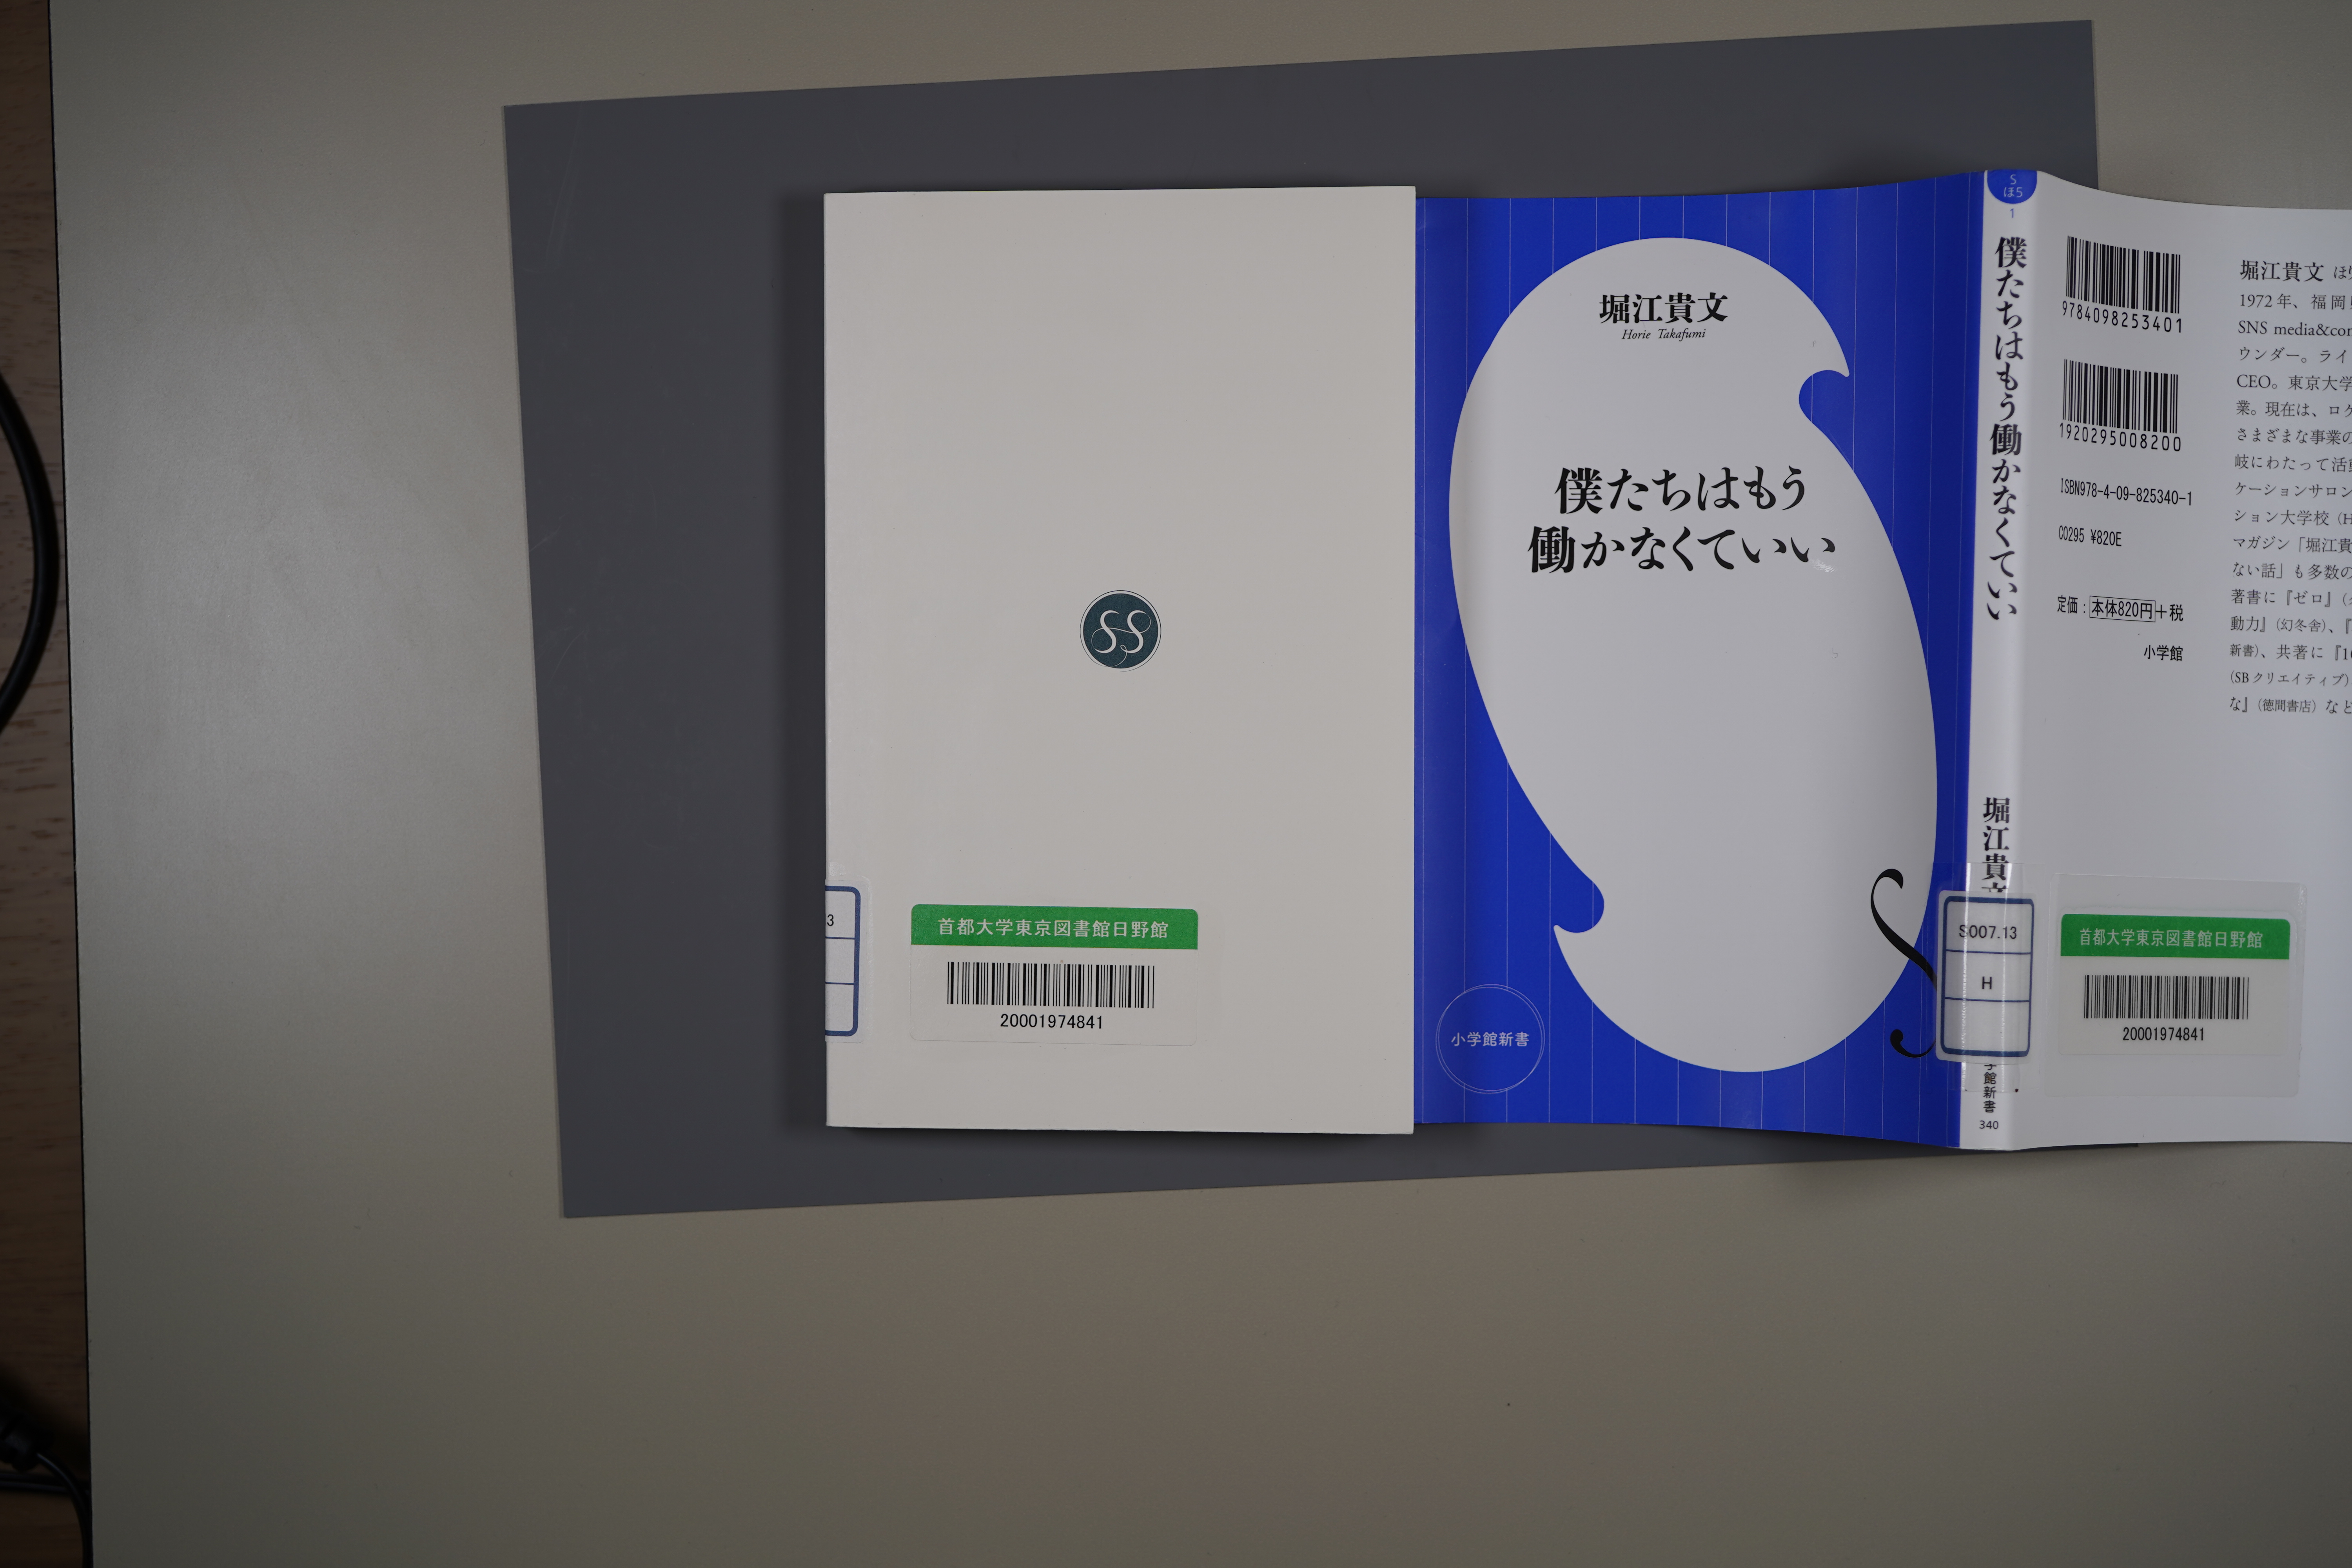 SS
3
首都大学東京図書館日野館
20001974841
堀江貴文
Horie Takafumi
僕たちはもう
働かなくていい
小学館新書
S
ほ5
1
僕たちはもう働かなくていい
堀江貴文
S007.13
H
館新書
340
9784098253401
1920295008200
ISBN978-4-09-825340-1
C0295 ¥820E
定価:本体820円+税
小学館
首都大学東京図書館日野館
20001974841
堀江貴文 ほ
1972年、福岡
SNS media&con
ウンダー。ライ
CEO。東京大学
業。現在は、ロケ
さまざまな事業の
岐にわたって活
ケーションサロン
ション大学校(H
マガジン「堀江貴
ない話」も多数の
著書に『ゼロ』(
動力』(幻冬舎)、『
新書)、共著に『10
(SBクリエイティブ)
な』(徳間書店)など